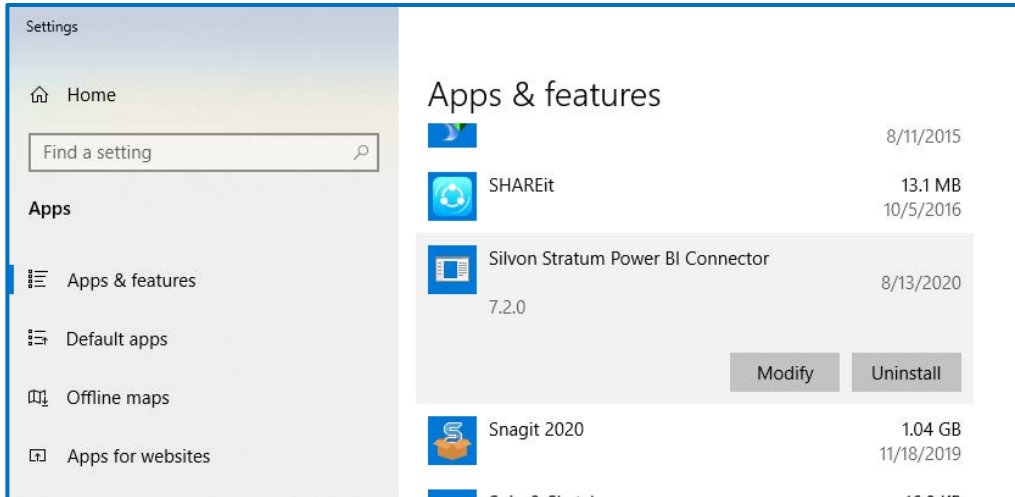 Settings
Home
Find a setting
Apps
Apps & features
Default apps
Offline maps
Apps for websites
Apps & features
8/11/2015
SHAREit 13.1 MB
10/5/2016
Silvon Stratum Power BI Connector
8/13/2020
7.2.0
Modify Uninstall
Snagit 2020 1.04 GB
11/18/2019